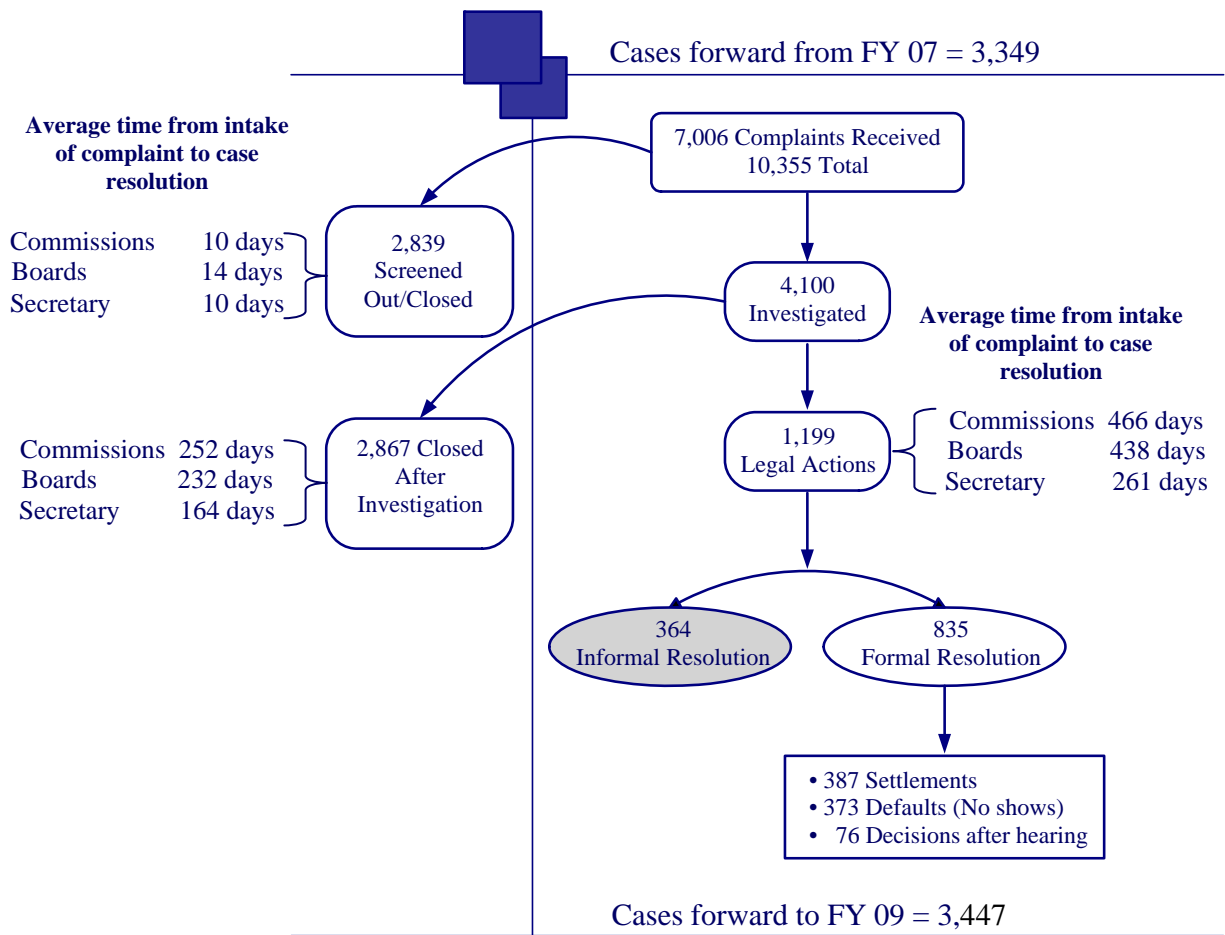 Cases forward from FY 07 = 3,349
Average time from intake
of complaint to case
resolution
7,006 Complaints Received
10,355 Total
Commissions 10 days
Boards 14 days
Secretary 10 days
2,839
Screened
Out/Closed
4,100
Investigated
Average time from intake
of complaint to case
resolution
Commissions 252 days
Boards 232 days
Secretary 164 days
2,867 Closed
After
Investigation
1,199
Legal Actions
Commissions 466 days
Boards 438 days
Secretary 261 days
364
Informal Resolution
835
Formal Resolution
• 387 Settlements
• 373 Defaults (No shows)
• 76 Decisions after hearing
Cases forward to FY 09 = 3,447